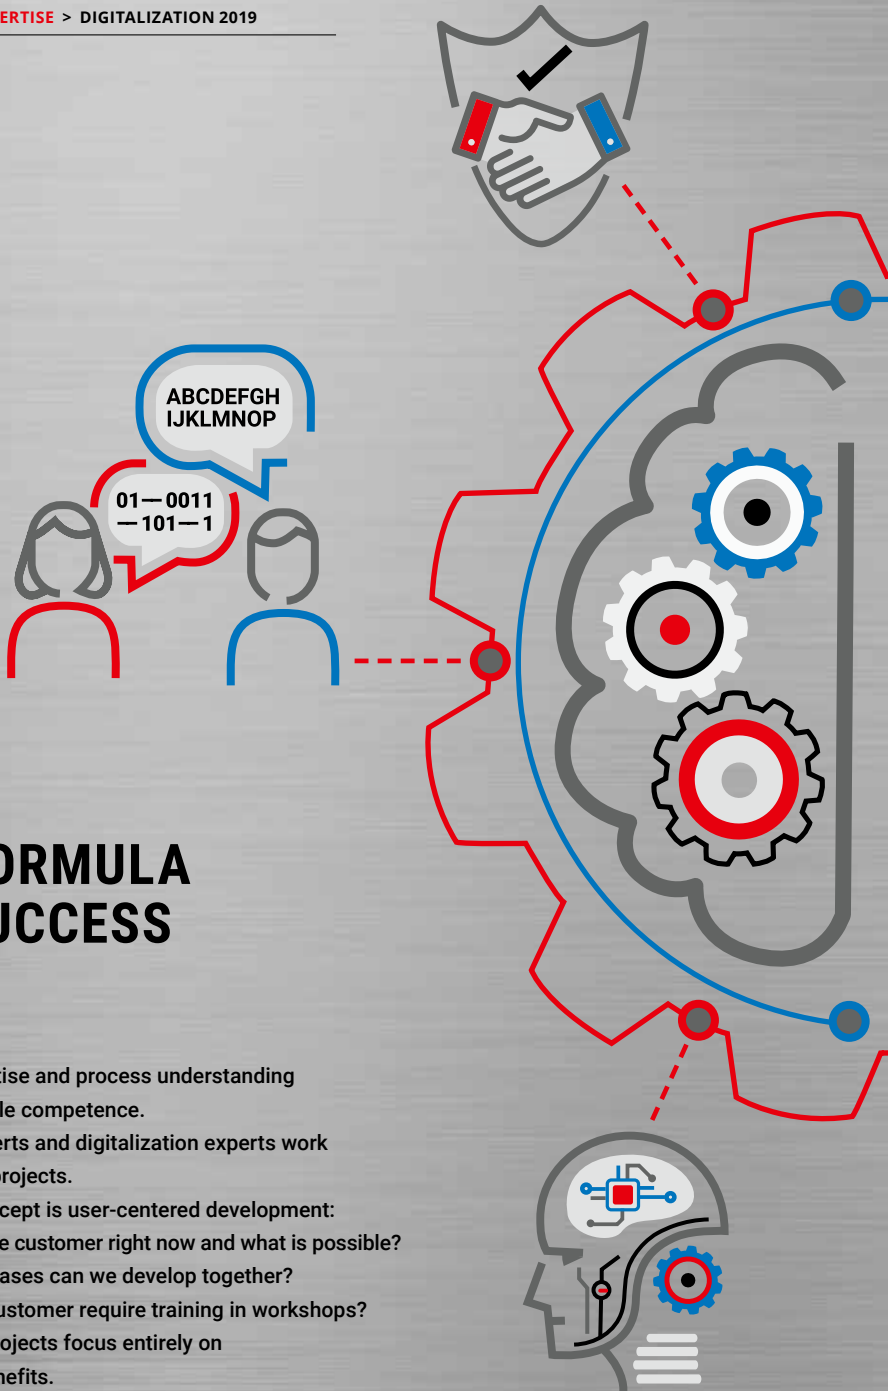 ERTISE > DIGITALIZATION 2019
ABCDEFGH
IJKLMNOP
01—0011
—101—1
ORMULA
UCCESS
tise and process understanding
le competence.
erts and digitalization experts work
projects.
cept is user-centered development:
e customer right now and what is possible?
ases can we develop together?
ustomer require training in workshops?
ojects focus entirely on
nefits.